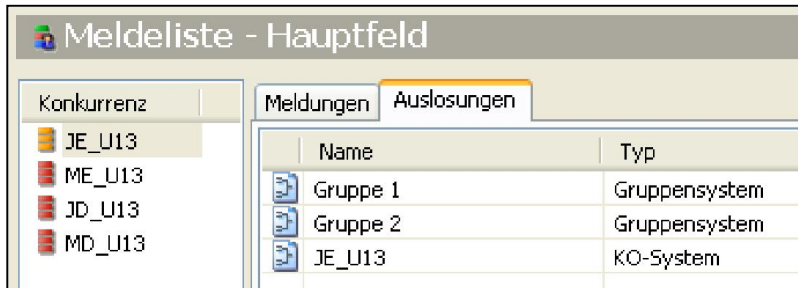 Meldeliste - Hauptfeld
Konkurrenz
JE_U13
ME_U13
JD_U13
MD_U13
Meldungen Auslosungen
Name Typ
Gruppe 1 Gruppensystem
Gruppe 2 Gruppensystem
JE_U13 KO-System